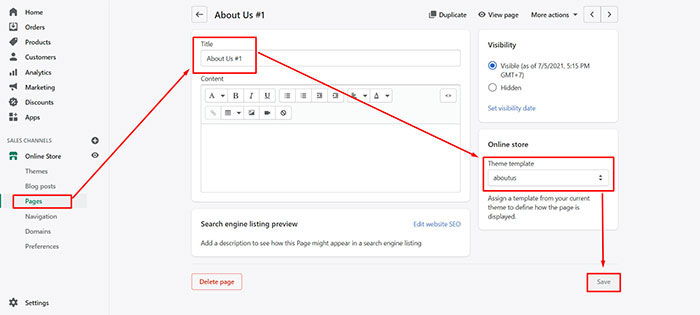 Home
Orders
Products
Customers
Analytics
Marketing
Discounts
Apps
SALES CHANNELS
Online Store
Themes
Blog posts
Pages
Navigation
Domains
Preferences
Settings
About Us #1
Duplicate
View page
More actions
Title
About Us #1
Content
A
B
I
U
A
<>
Search engine listing preview
Edit website SEO
Add a description to see how this Page might appear in a search engine listing
Visibility
Visible (as of 7/5/2021, 5:15 PM
GMT+7)
Hidden
Set visibility date
Online store
Theme template
aboutus
Assign a template from your current
theme to define how the page is
displayed.
Delete page
Save